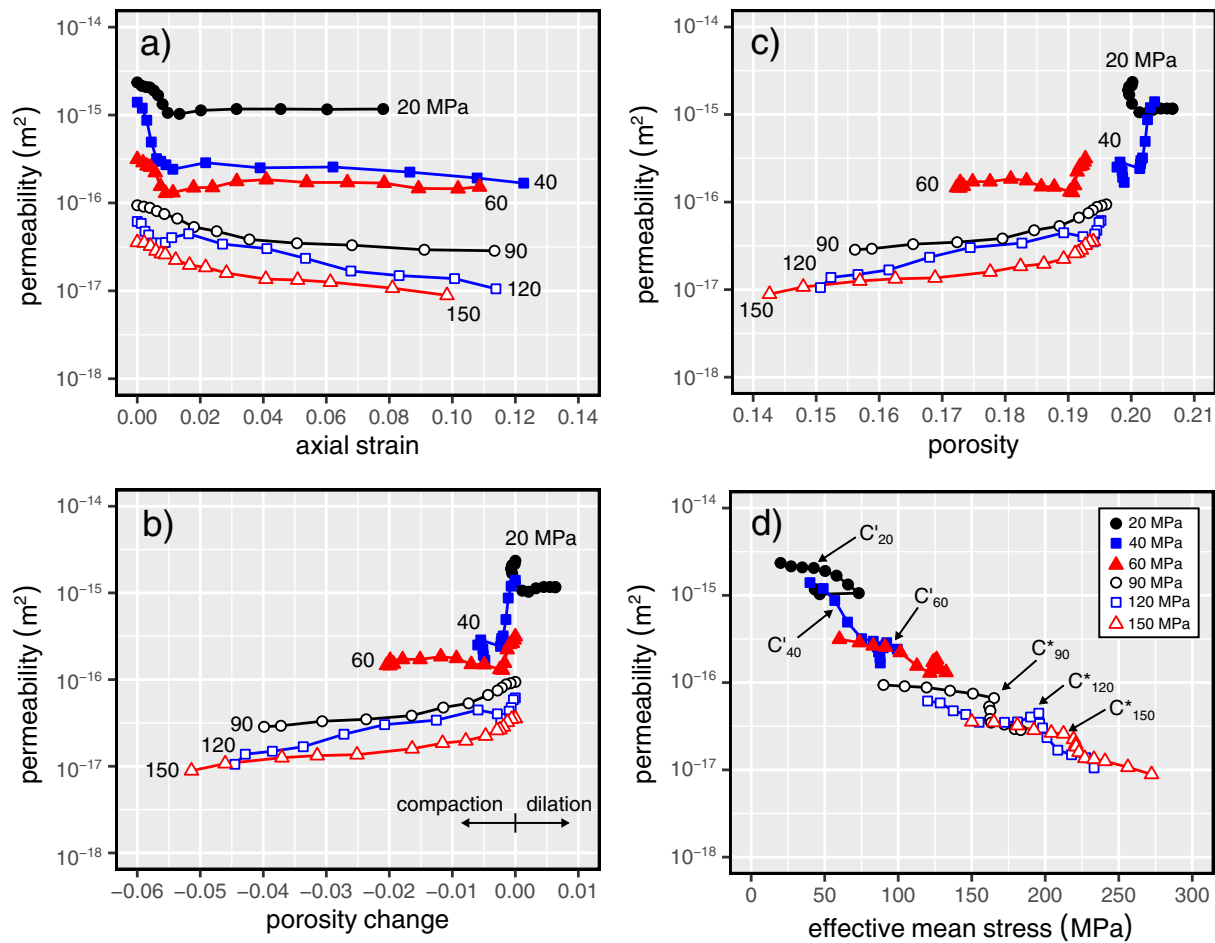 a)
10⁻¹⁴
10⁻¹⁵
10⁻¹⁶
10⁻¹⁷
10⁻¹⁸
permeability (m²)
20 MPa
40
60
90
120
150
0.00 0.02 0.04 0.06 0.08 0.10 0.12 0.14
axial strain
c)
10⁻¹⁴
10⁻¹⁵
10⁻¹⁶
10⁻¹⁷
10⁻¹⁸
permeability (m²)
20 MPa
40
60
90
120
150
0.14 0.15 0.16 0.17 0.18 0.19 0.20 0.21
porosity
b)
10⁻¹⁴
10⁻¹⁵
10⁻¹⁶
10⁻¹⁷
10⁻¹⁸
permeability (m²)
20 MPa
40
60
90
120
150
compaction dilation
−0.06 −0.05 −0.04 −0.03 −0.02 −0.01 0.00 0.01
porosity change
d)
10⁻¹⁴
10⁻¹⁵
10⁻¹⁶
10⁻¹⁷
10⁻¹⁸
permeability (m²)
C'₂₀
C'₄₀
C'₆₀
C*₉₀
C*₁₂₀
C*₁₅₀
20 MPa
40 MPa
60 MPa
90 MPa
120 MPa
150 MPa
0 50 100 150 200 250 300
effective mean stress (MPa)